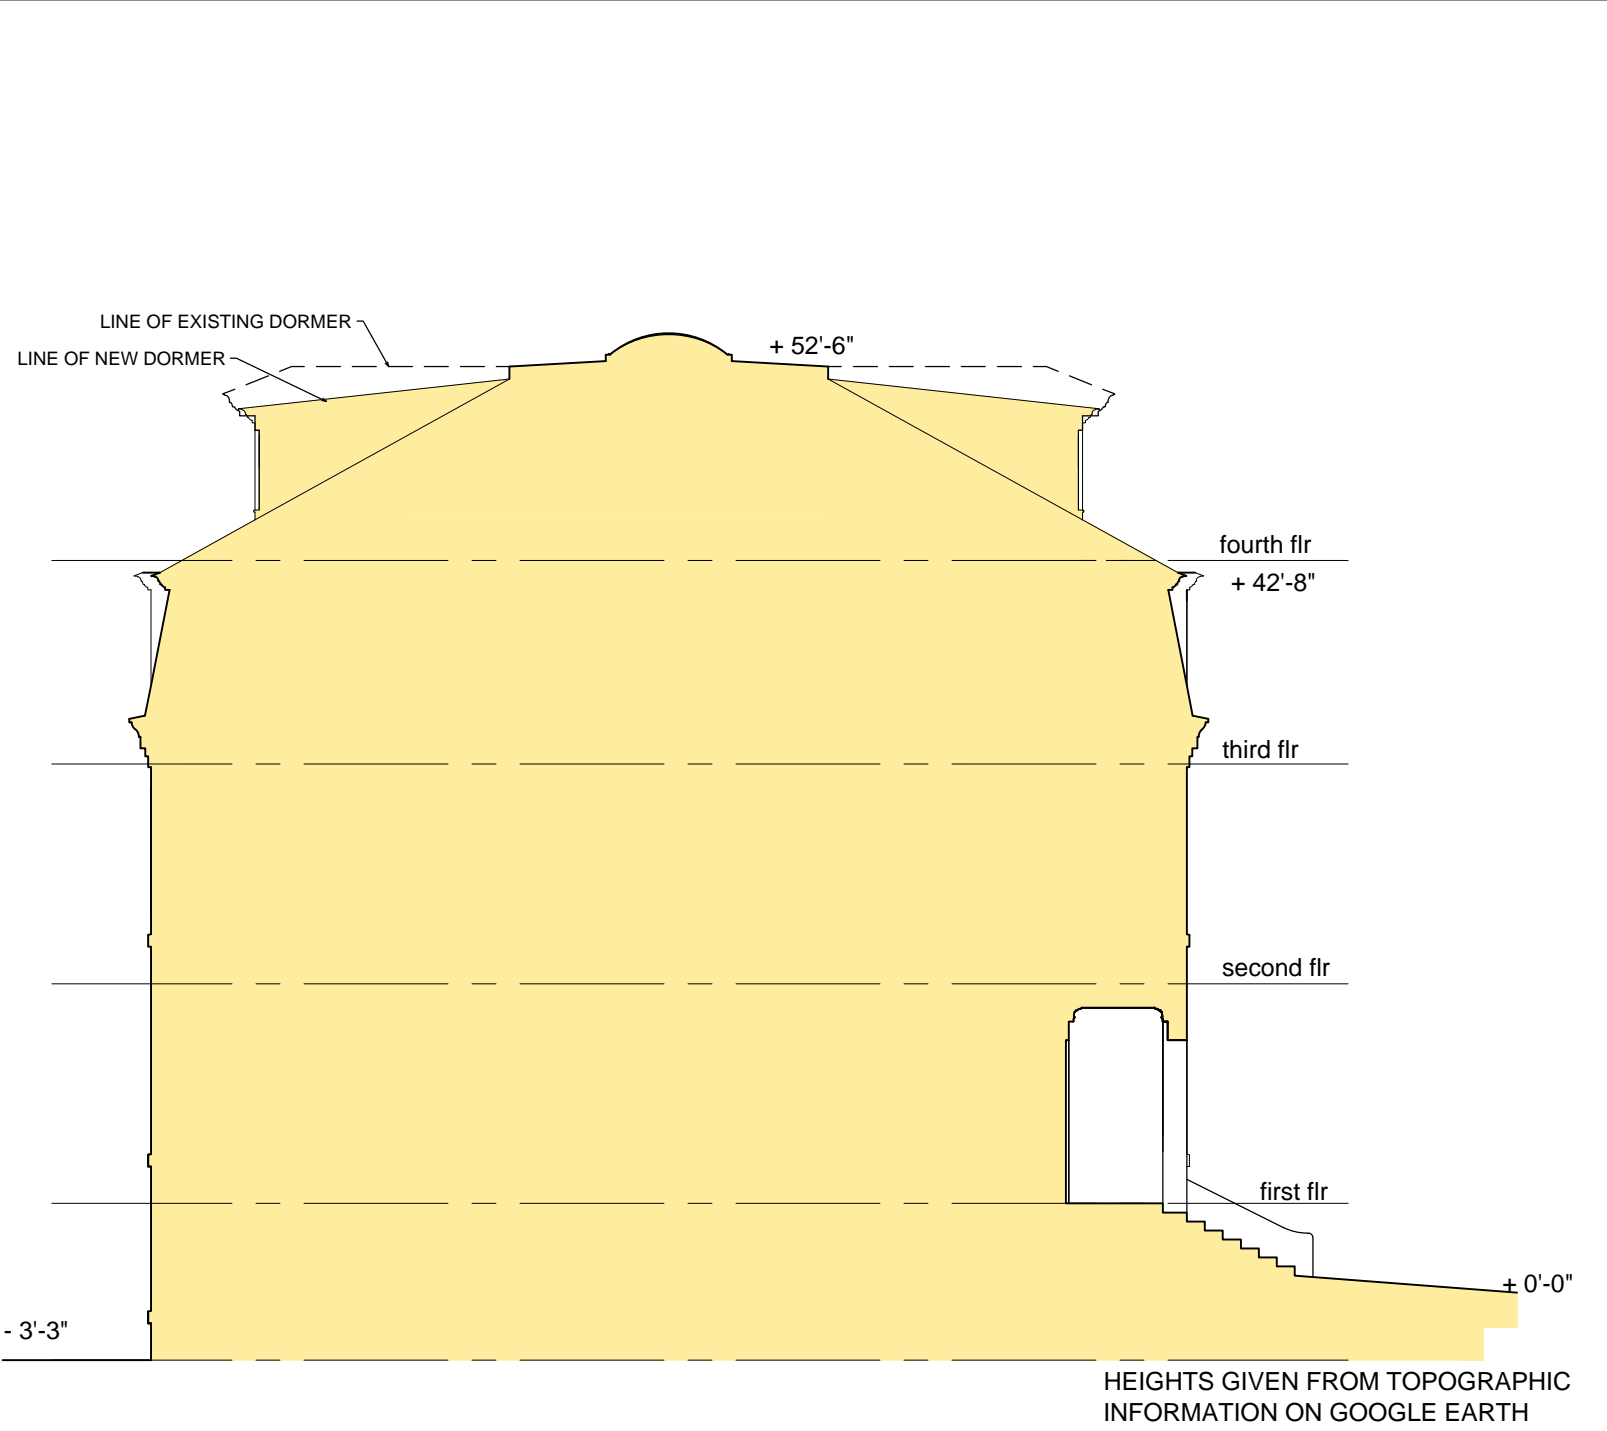 LINE OF EXISTING DORMER
+ 52'-6"
LINE OF NEW DORMER
fourth flr
+ 42'-8"
third flr
second flr
first flr
+ 0'-0"
- 3'-3"
HEIGHTS GIVEN FROM TOPOGRAPHIC
INFORMATION ON GOOGLE EARTH